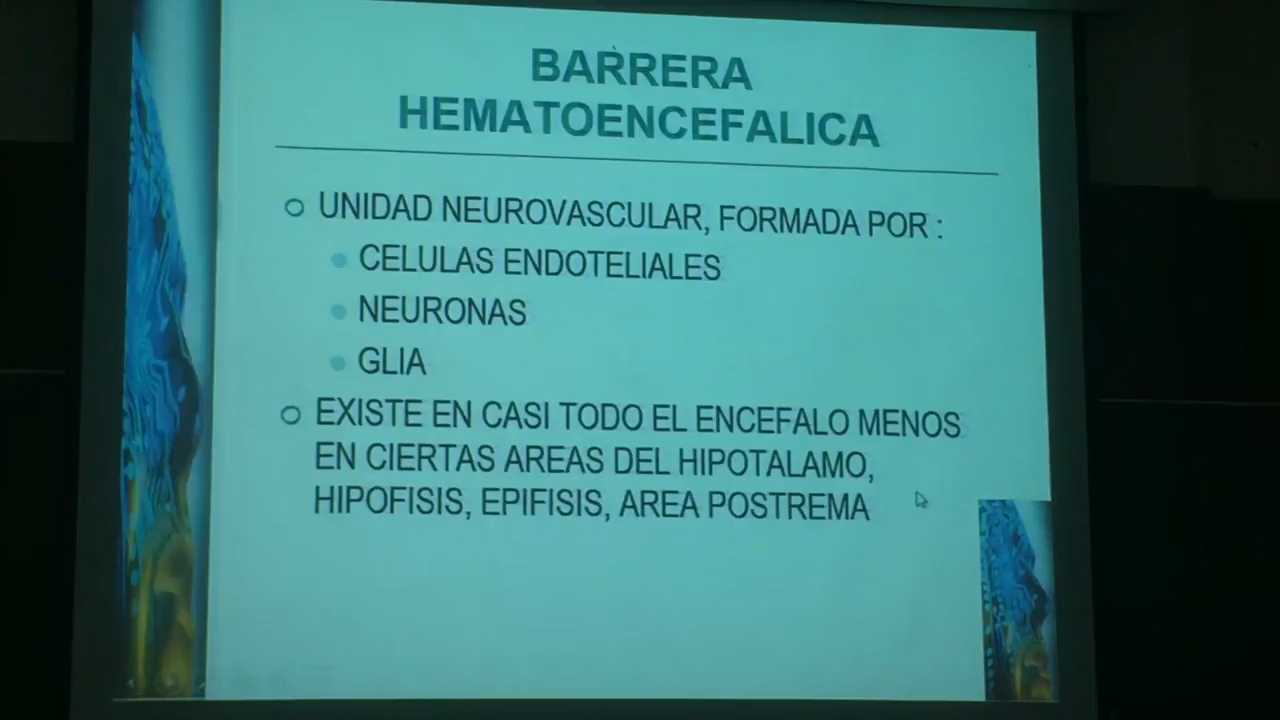 BARRERA
HEMATOENCEFALICA
UNIDAD NEUROVASCULAR, FORMADA POR :
CELULAS ENDOTELIALES
NEURONAS
GLIA
EXISTE EN CASI TODO EL ENCEFALO MENOS
EN CIERTAS AREAS DEL HIPOTALAMO,
HIPOFISIS, EPIFISIS, AREA POSTREMA